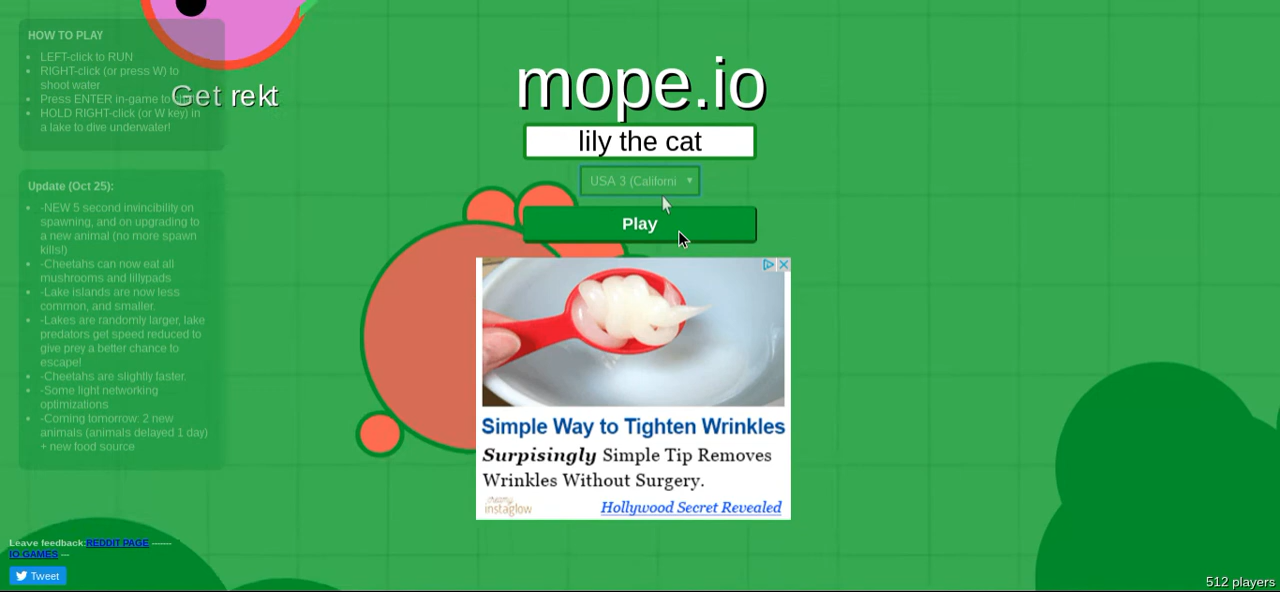 HOW TO PLAY
LEFT-click to RUN
RIGHT-click (or press W) to
shoot water
Press ENTER in-game to
HOLD RIGHT-click (or W key) in
a lake to dive underwater!
Get rekt
Update (Oct 25):
-NEW 5 second invincibility on
spawning, and on upgrading to
a new animal (no more spawn
kills!)
-Cheetahs can now eat all
mushrooms and lillypads
-Lake islands are now less
common, and smaller.
-Lakes are randomly larger, lake
predators get speed reduced to
give prey a better chance to
escape!
-Cheetahs are slightly faster.
-Some light networking
optimizations
-Coming tomorrow: 2 new
animals (animals delayed 1 day)
+ new food source
Leave feedback-REDDIT PAGE -------
IO GAMES ---
Tweet
mope.io
lily the cat
USA 3 (Californi
Play
Simple Way to Tighten Wrinkles
Surpisingly Simple Tip Removes
Wrinkles Without Surgery.
instaglow
Hollywood Secret Revealed
512 players